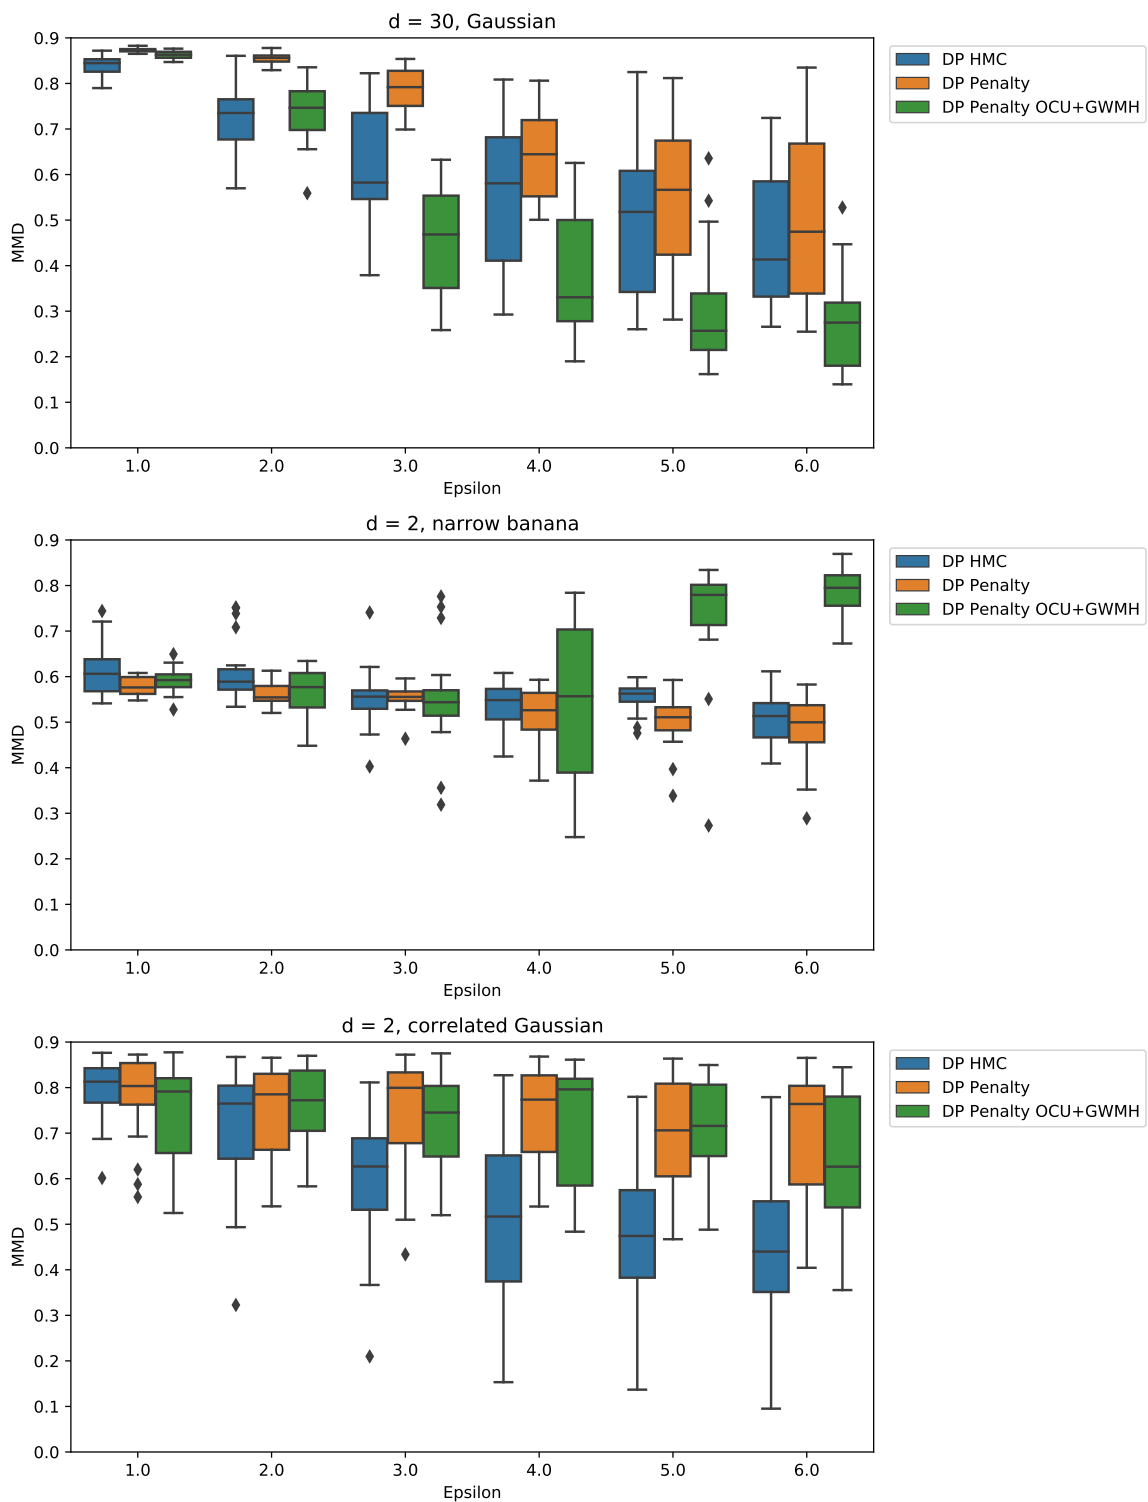 d = 30, Gaussian
0.9
0.8
0.7
0.6
0.5
0.4
0.3
0.2
0.1
0.0
MMD
1.0 2.0 3.0 4.0 5.0 6.0
Epsilon
DP HMC
DP Penalty
DP Penalty OCU+GWMH
d = 2, narrow banana
0.9
0.8
0.7
0.6
0.5
0.4
0.3
0.2
0.1
0.0
MMD
1.0 2.0 3.0 4.0 5.0 6.0
Epsilon
DP HMC
DP Penalty
DP Penalty OCU+GWMH
d = 2, correlated Gaussian
0.9
0.8
0.7
0.6
0.5
0.4
0.3
0.2
0.1
0.0
MMD
1.0 2.0 3.0 4.0 5.0 6.0
Epsilon
DP HMC
DP Penalty
DP Penalty OCU+GWMH